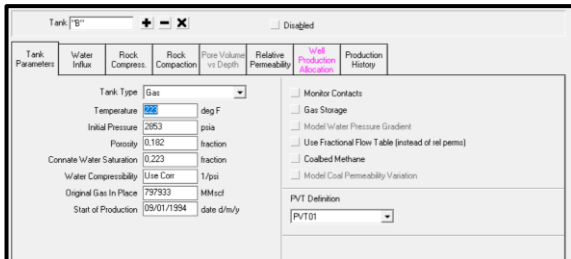 Tank "B" + - X Disabled
Tank Parameters Water Influx Rock Compress. Rock Compaction Pore Volume vs Depth Relative Permeability Well Production Allocation Production History
Tank Type Gas
Temperature 223 deg F
Initial Pressure 2853 psia
Porosity 0,182 fraction
Connate Water Saturation 0,223 fraction
Water Compressibility Use Corr 1/psi
Original Gas In Place 797933 MMscf
Start of Production 09/01/1994 date d/m/y
Monitor Contacts
Gas Storage
Model Water Pressure Gradient
Use Fractional Flow Table (instead of rel perms)
Coalbed Methane
Model Coal Permeability Variation
PVT Definition
PVT01